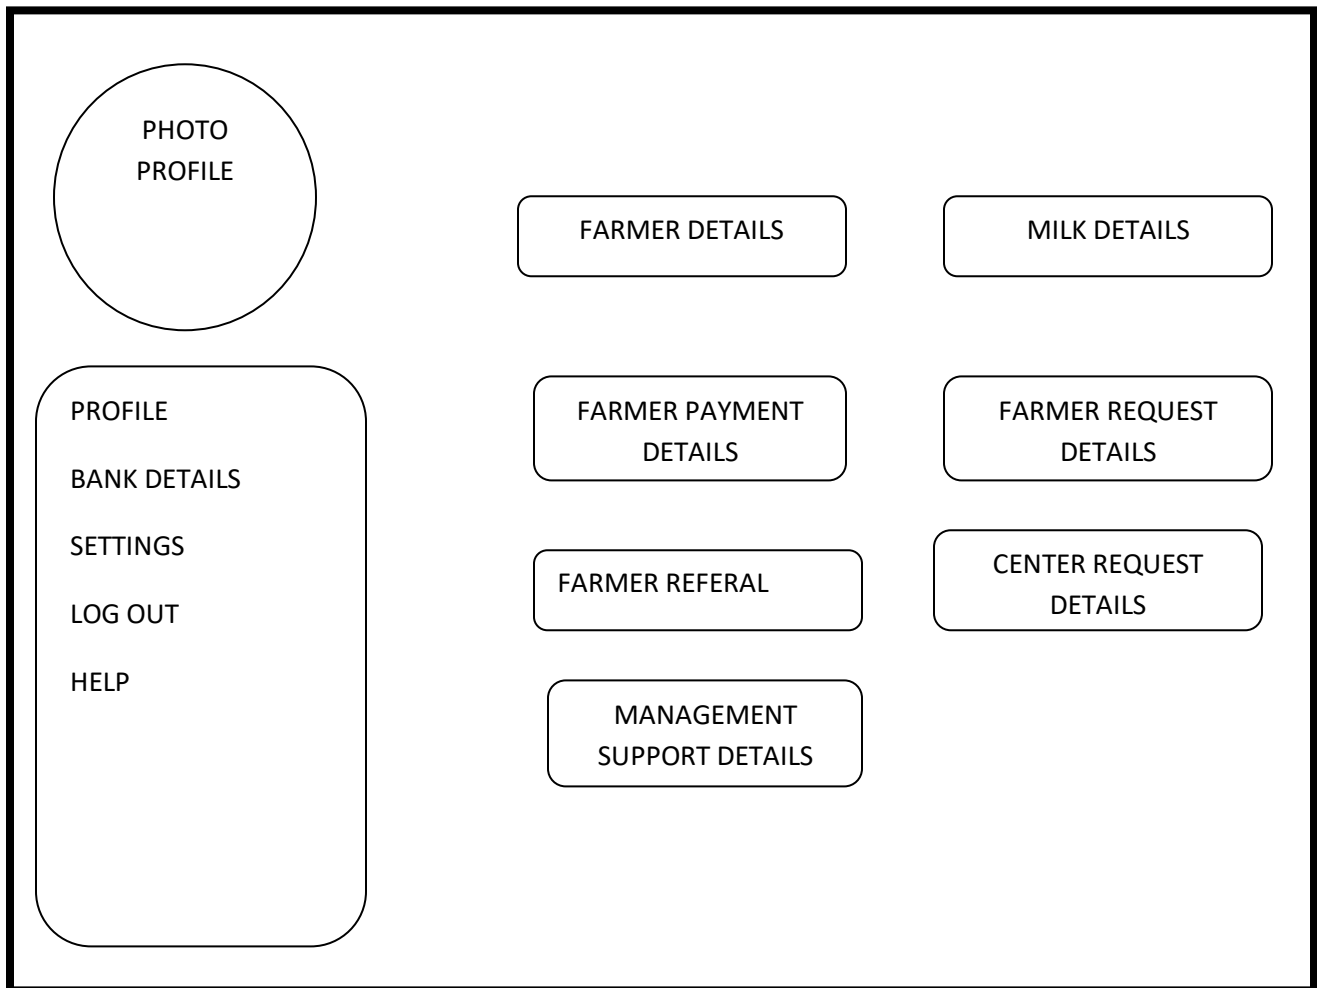 PHOTO
PROFILE
FARMER DETAILS
MILK DETAILS
PROFILE
BANK DETAILS
SETTINGS
LOG OUT
HELP
FARMER PAYMENT
DETAILS
FARMER REQUEST
DETAILS
FARMER REFERAL
CENTER REQUEST
DETAILS
MANAGEMENT
SUPPORT DETAILS